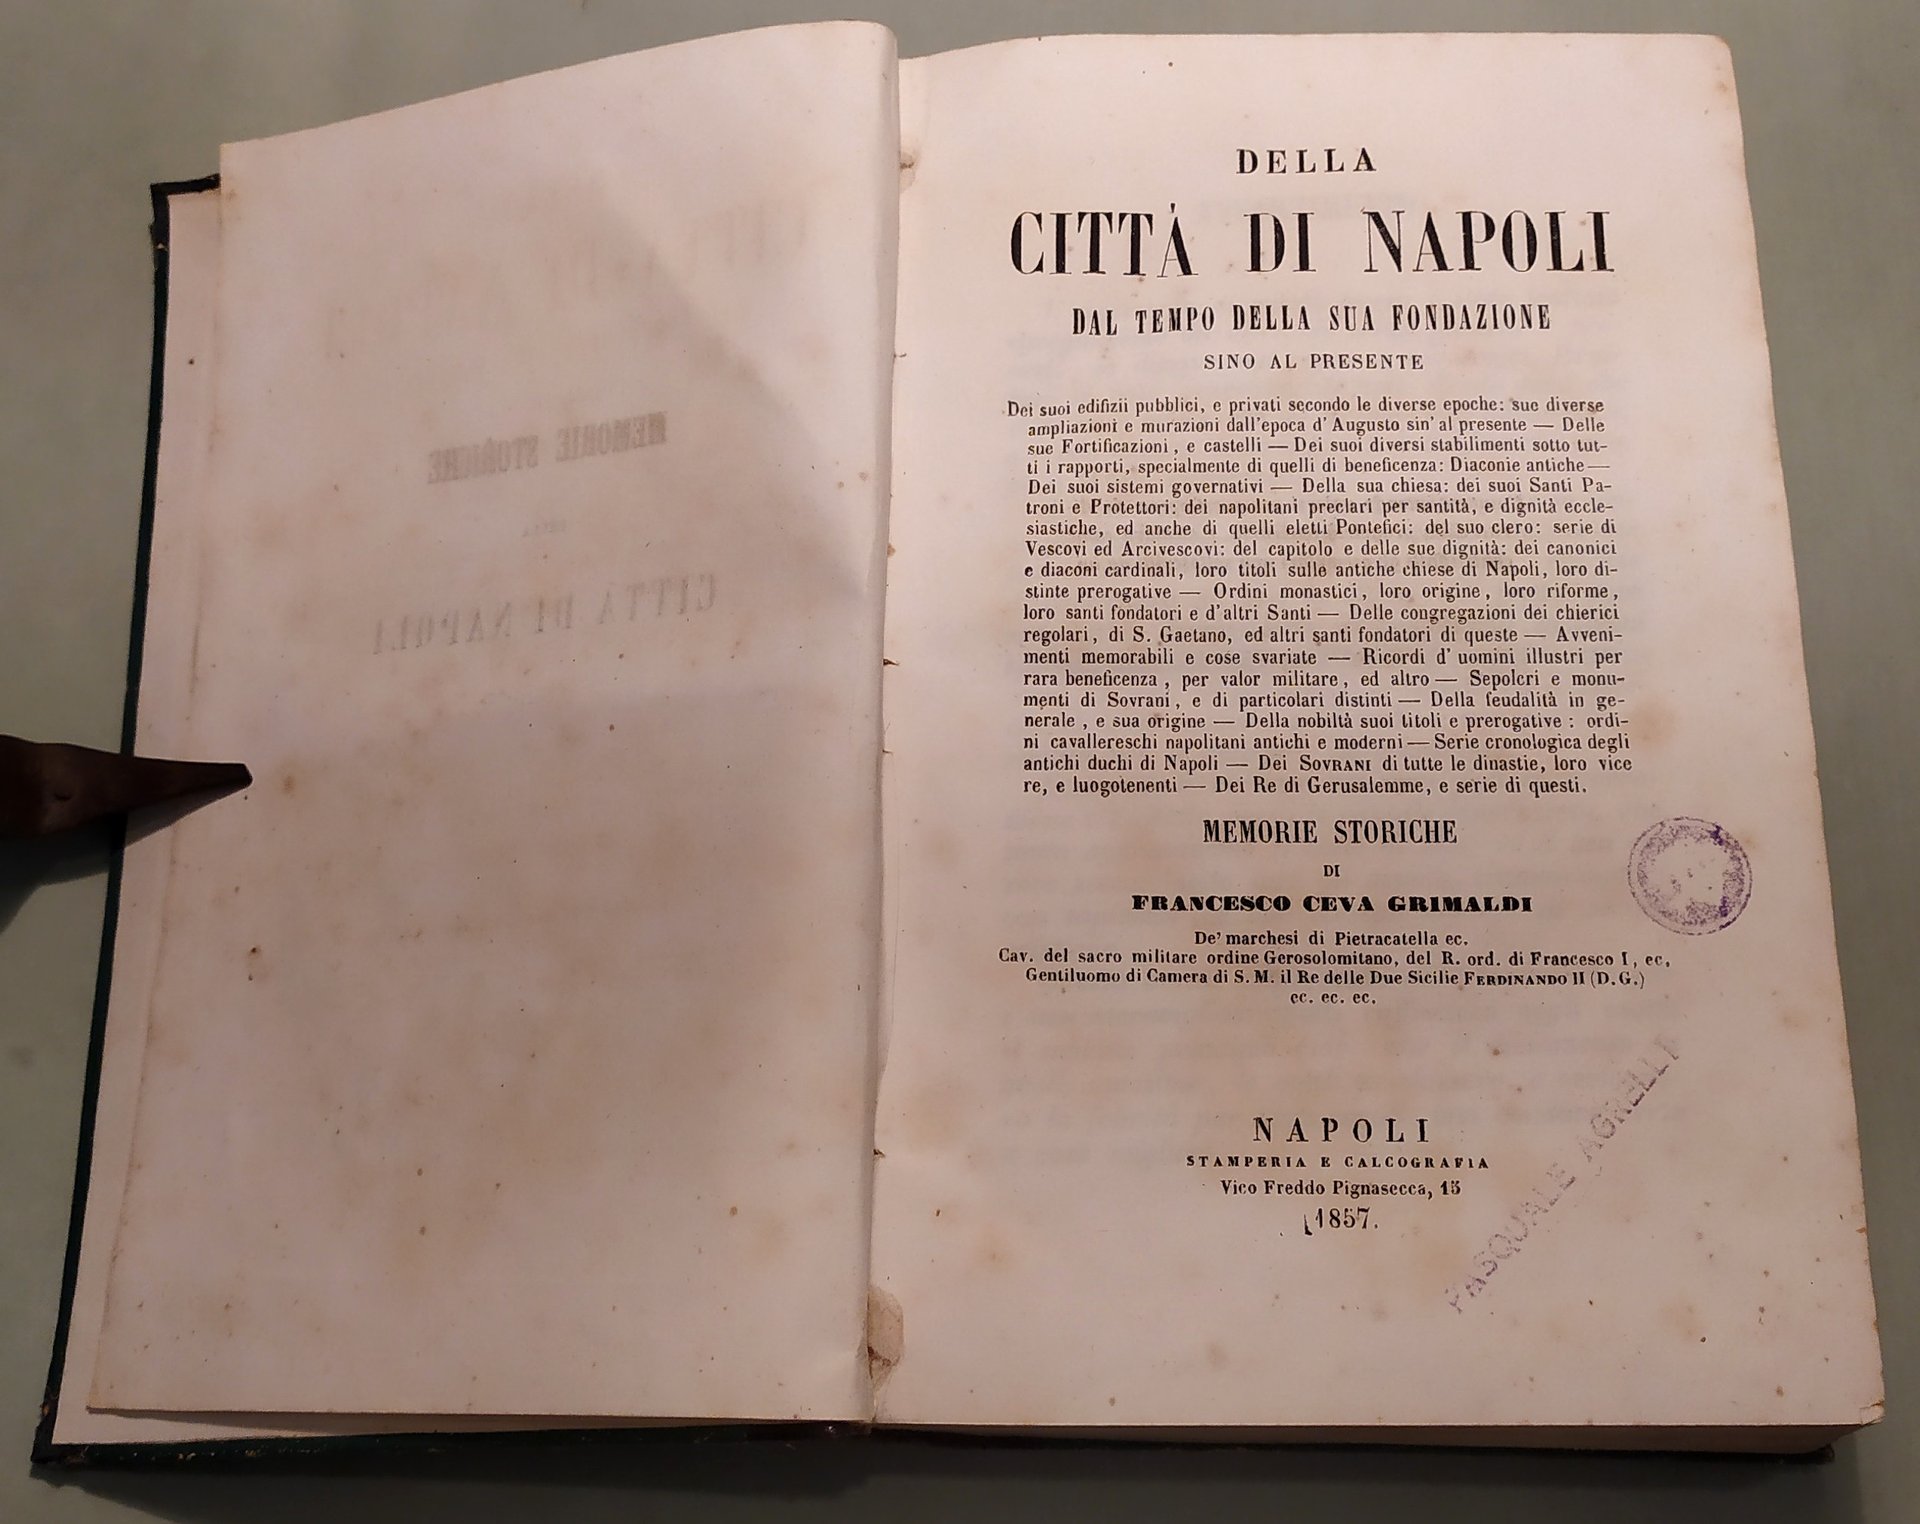 MEMORIE STORICHE
DELLA
CITTÀ DI NAPOLI
DELLA
CITTÀ DI NAPOLI
DAL TEMPO DELLA SUA FONDAZIONE
SINO AL PRESENTE
Dei suoi edifizii pubblici, e privati secondo le diverse epoche: sue diverse
ampliazioni e murazioni dall'epoca d'Augusto sin'al presente — Delle
sue Fortificazioni, e castelli — Dei suoi diversi stabilimenti sotto tut-
ti i rapporti, specialmente di quelli di beneficenza: Diaconie antiche —
Dei suoi sistemi governativi — Della sua chiesa: dei suoi Santi Pa-
troni e Protettori: dei napolitani preclari per santità, e dignità eccle-
siastiche, ed anche di quelli eletti Pontefici: del suo clero: serie di
Vescovi ed Arcivescovi: del capitolo e delle sue dignità: dei canonici
e diaconi cardinali, loro titoli sulle antiche chiese di Napoli, loro di-
stinte prerogative — Ordini monastici, loro origine, loro riforme,
loro santi fondatori e d'altri Santi — Delle congregazioni dei chierici
regolari, di S. Gaetano, ed altri santi fondatori di queste — Avveni-
menti memorabili e cose svariate — Ricordi d'uomini illustri per
rara beneficenza, per valor militare, ed altro — Sepolcri e monu-
menti di Sovrani, e di particolari distinti — Della feudalità in ge-
nerale, e sua origine — Della nobiltà suoi titoli e prerogative: ordi-
ni cavallereschi napolitani antichi e moderni — Serie cronologica degli
antichi duchi di Napoli — Dei SOVRANI di tutte le dinastie, loro vice
re, e luogotenenti — Dei Re di Gerusalemme, e serie di questi.
MEMORIE STORICHE
DI
FRANCESCO CEVA GRIMALDI
De' marchesi di Pietracatella ec.
Cav. del sacro militare ordine Gerosolomitano, del R. ord. di Francesco I, ec.
Gentiluomo di Camera di S. M. il Re delle Due Sicilie FERDINANDO II (D.G.)
ec. ec. ec.
NAPOLI
STAMPERIA E CALCOGRAFIA
Vico Freddo Pignasecca, 15
1857.
PASQUALE AGRELLI